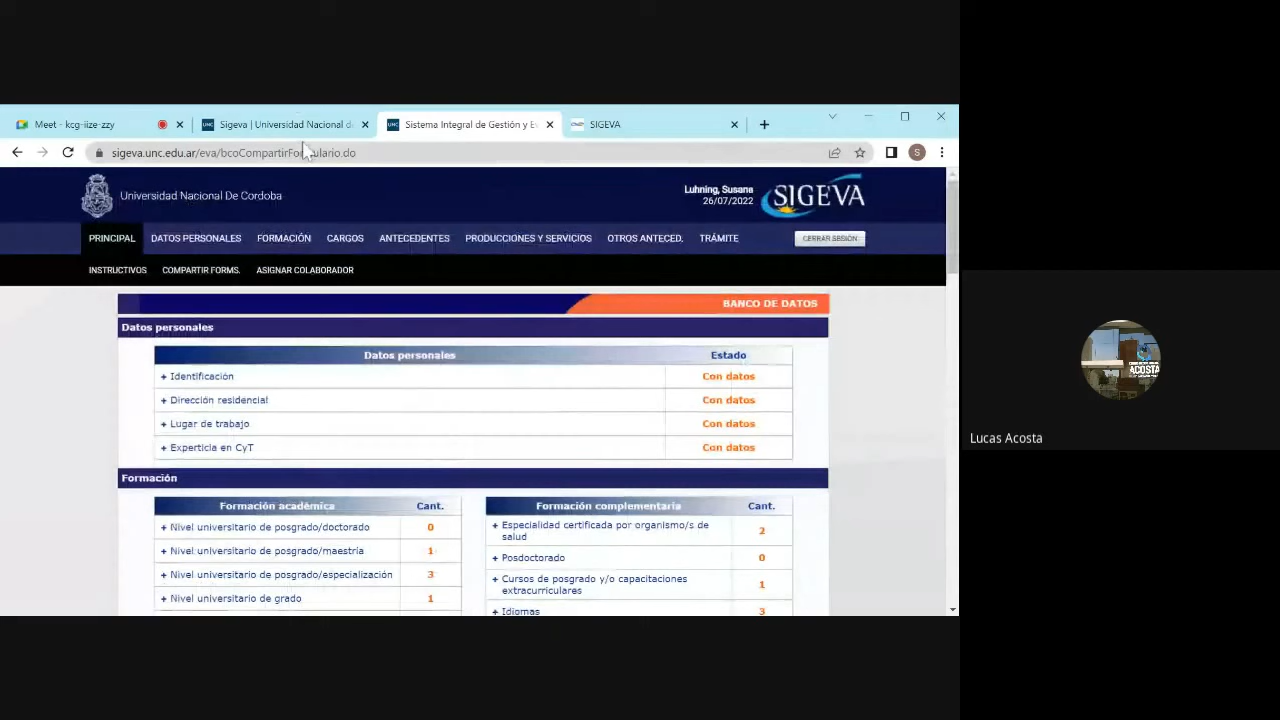 Meet - kcg-iize-zzy
Sigeva | Universidad Nacional d
Sistema Integral de Gestión y Ev
SIGEVA
sigeva.unc.edu.ar/eva/bcoCompartirFormulario.do
S
Universidad Nacional De Cordoba
Luhning, Susana
26/07/2022
SIGEVA
PRINCIPAL DATOS PERSONALES FORMACIÓN CARGOS ANTECEDENTES PRODUCCIONES Y SERVICIOS OTROS ANTECED. TRÁMITE CERRAR SESIÓN
INSTRUCTIVOS COMPARTIR FORMS. ASIGNAR COLABORADOR
BANCO DE DATOS
Datos personales
Datos personales Estado
+ Identificación Con datos
+ Dirección residencial Con datos
+ Lugar de trabajo Con datos
+ Experticia en CyT Con datos
Formación
Formación académica Cant.
+ Nivel universitario de posgrado/doctorado 0
+ Nivel universitario de posgrado/maestría 1
+ Nivel universitario de posgrado/especialización 3
+ Nivel universitario de grado 1
Formación complementaria Cant.
+ Especialidad certificada por organismo/s de
salud 2
+ Posdoctorado 0
+ Cursos de posgrado y/o capacitaciones
extracurriculares 1
+ Idiomas 3
ACOSTA
Lucas Acosta